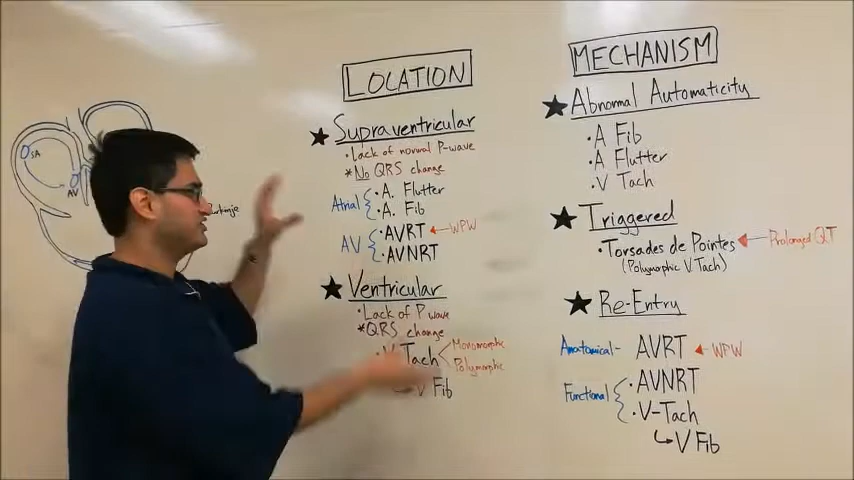 SA
AV
Purkinje
LOCATION
★ Supraventricular
• Lack of normal P-wave
* No QRS change
Atrial { • A. Flutter
• A. Fib
AV { • AVRT ← WPW
• AVNRT
★ Ventricular
• Lack of P wave
* QRS change
• V Tach < Monomorphic
Polymorphic
V Fib
MECHANISM
★ Abnormal Automaticity
• A Fib
• A Flutter
• V Tach
★ Triggered
• Torsades de Pointes ← Prolonged QT
(Polymorphic V Tach)
★ Re-Entry
Anatomical - AVRT ← WPW
Functional { • AVNRT
• V-Tach
↳ V Fib